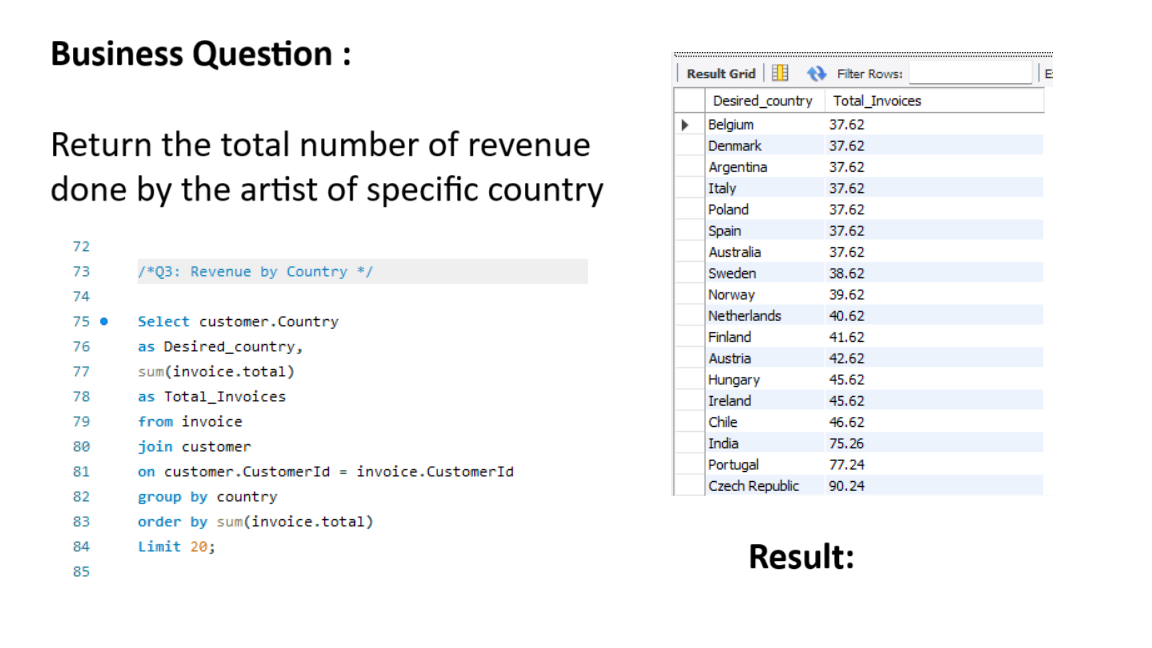 Business Question :
Return the total number of revenue
done by the artist of specific country
72
73 /*Q3: Revenue by Country */
74
75 Select customer.Country
76 as Desired_country,
77 sum(invoice.total)
78 as Total_Invoices
79 from invoice
80 join customer
81 on customer.CustomerId = invoice.CustomerId
82 group by country
83 order by sum(invoice.total)
84 Limit 20;
85
Result Grid Filter Rows:
Desired_country Total_Invoices
Belgium 37.62
Denmark 37.62
Argentina 37.62
Italy 37.62
Poland 37.62
Spain 37.62
Australia 37.62
Sweden 38.62
Norway 39.62
Netherlands 40.62
Finland 41.62
Austria 42.62
Hungary 45.62
Ireland 45.62
Chile 46.62
India 75.26
Portugal 77.24
Czech Republic 90.24
Result: